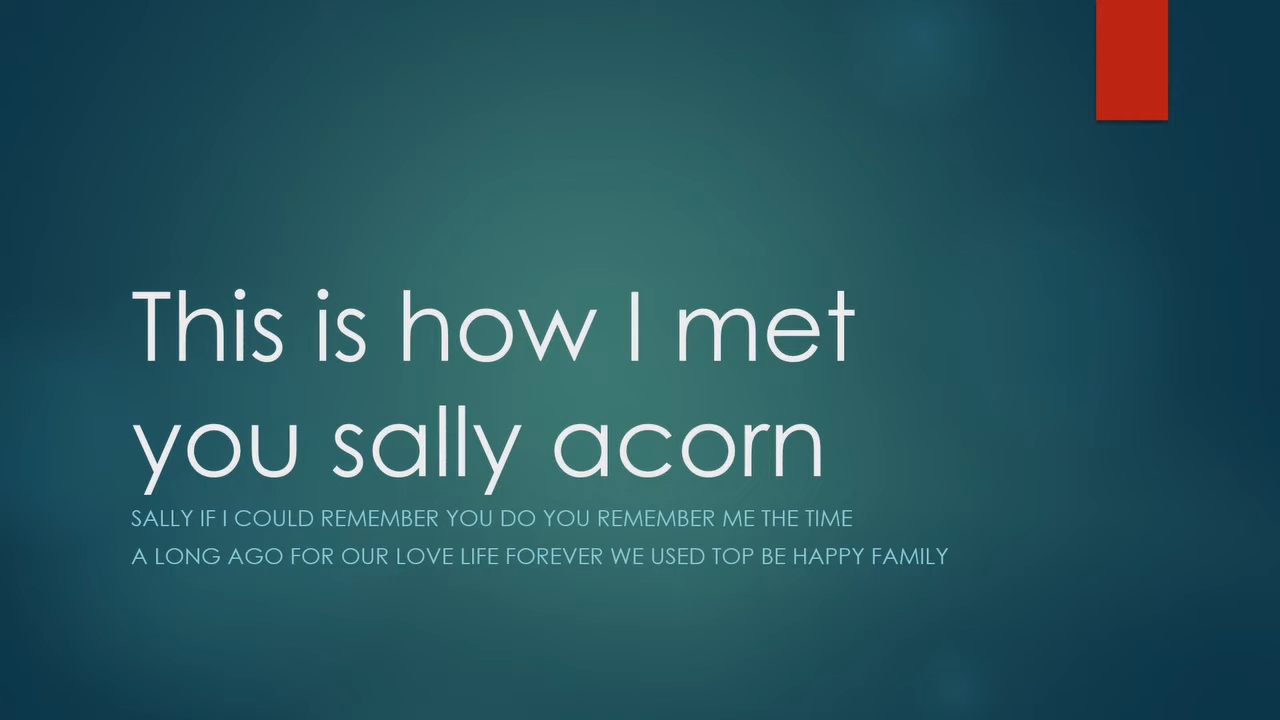 This is how I met
you sally acorn
SALLY IF I COULD REMEMBER YOU DO YOU REMEMBER ME THE TIME
A LONG AGO FOR OUR LOVE LIFE FOREVER WE USED TOP BE HAPPY FAMILY